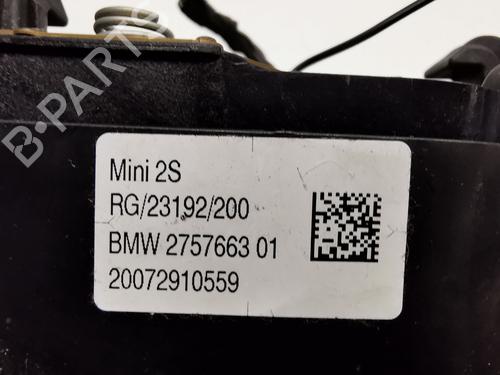 B-PARTS
Mini 2S
RG/23192/200
BMW 2757663 01
20072910559